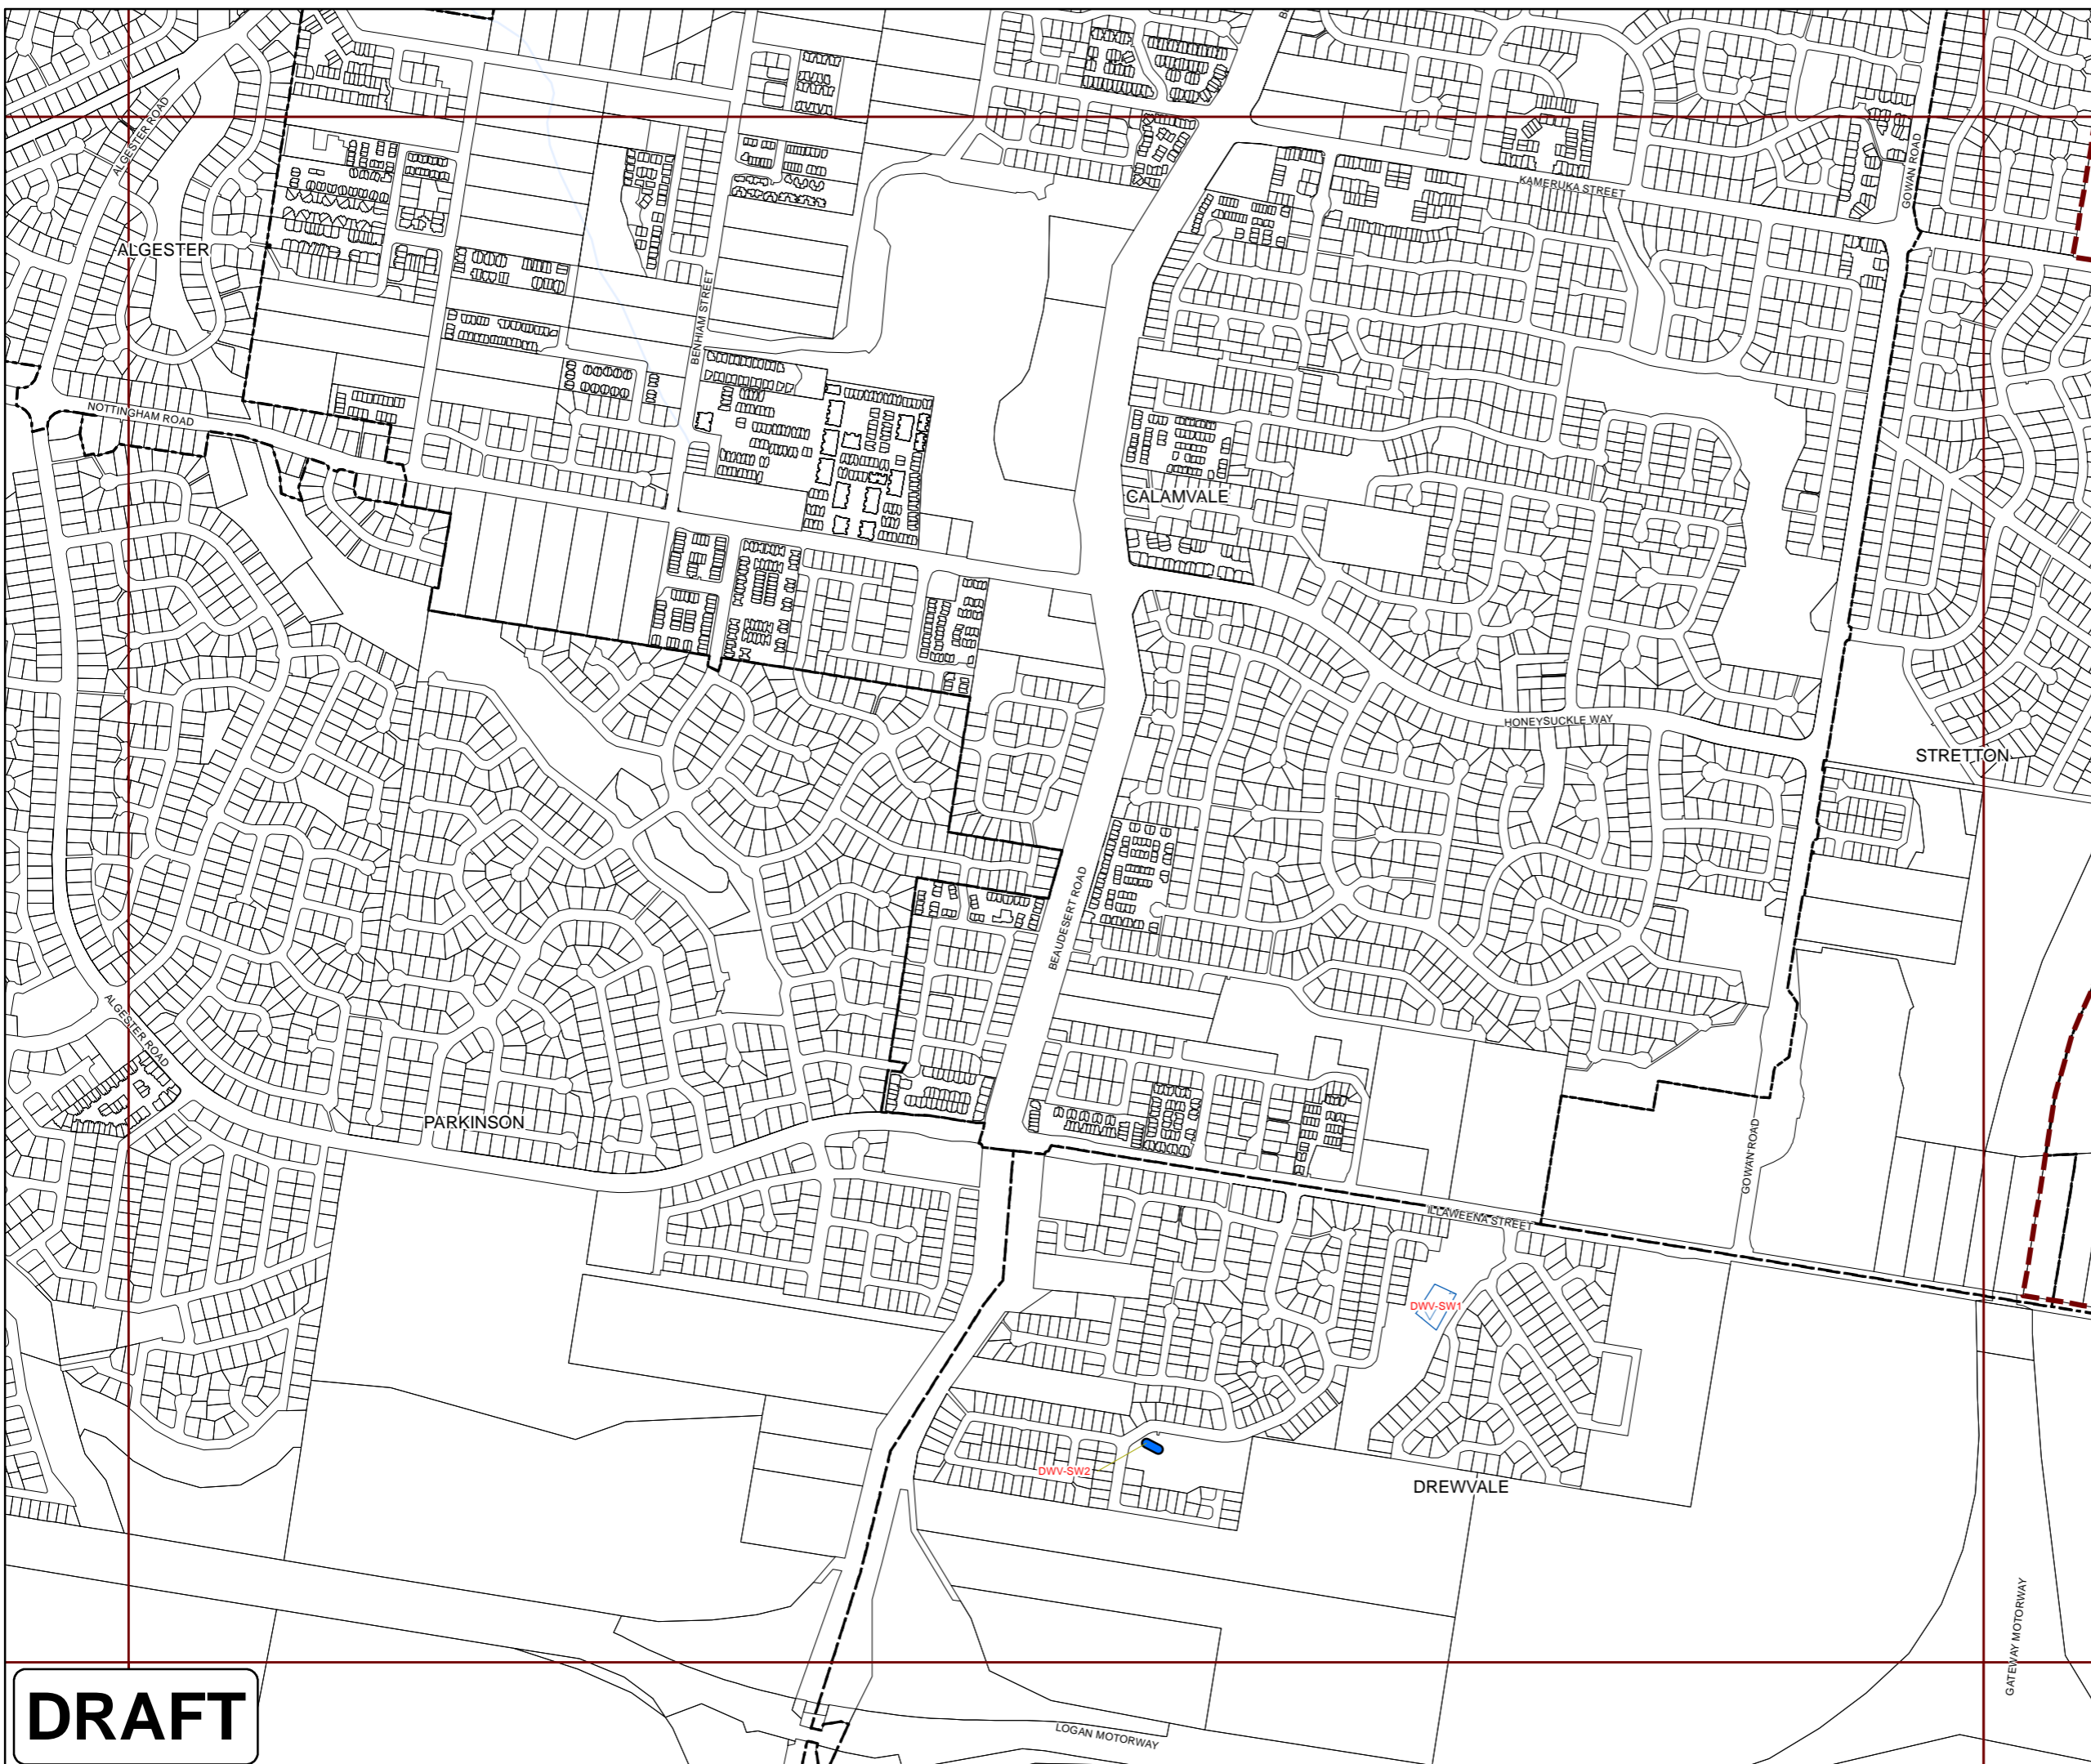 ALGESTER ROAD
GOWAN ROAD
KAMERUKA STREET
ALGESTER
BENHAM STREET
NOTTINGHAM ROAD
CALAMVALE
HONEYSUCKLE WAY
STRETTON
BEAUDESERT ROAD
ALGESTER ROAD
PARKINSON
GOWAN ROAD
ILLAWEENA STREET
DWV-SW1
DWV-SW2
DREWVALE
GATEWAY MOTORWAY
DRAFT
LOGAN MOTORWAY